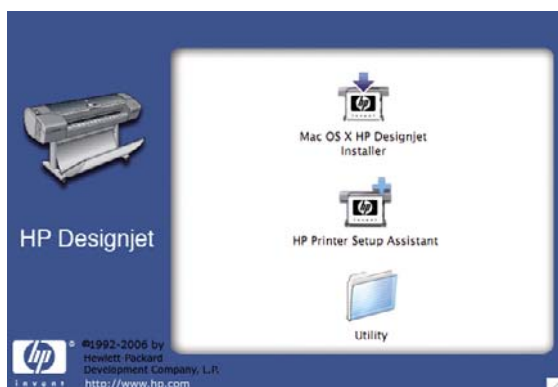 Mac OS X HP Designjet
Installer
HP Printer Setup Assistant
Utility
HP Designjet
hp
invent
®
©1992-2006 by
Hewlett-Packard
Development Company, L.P.
http://www.hp.com